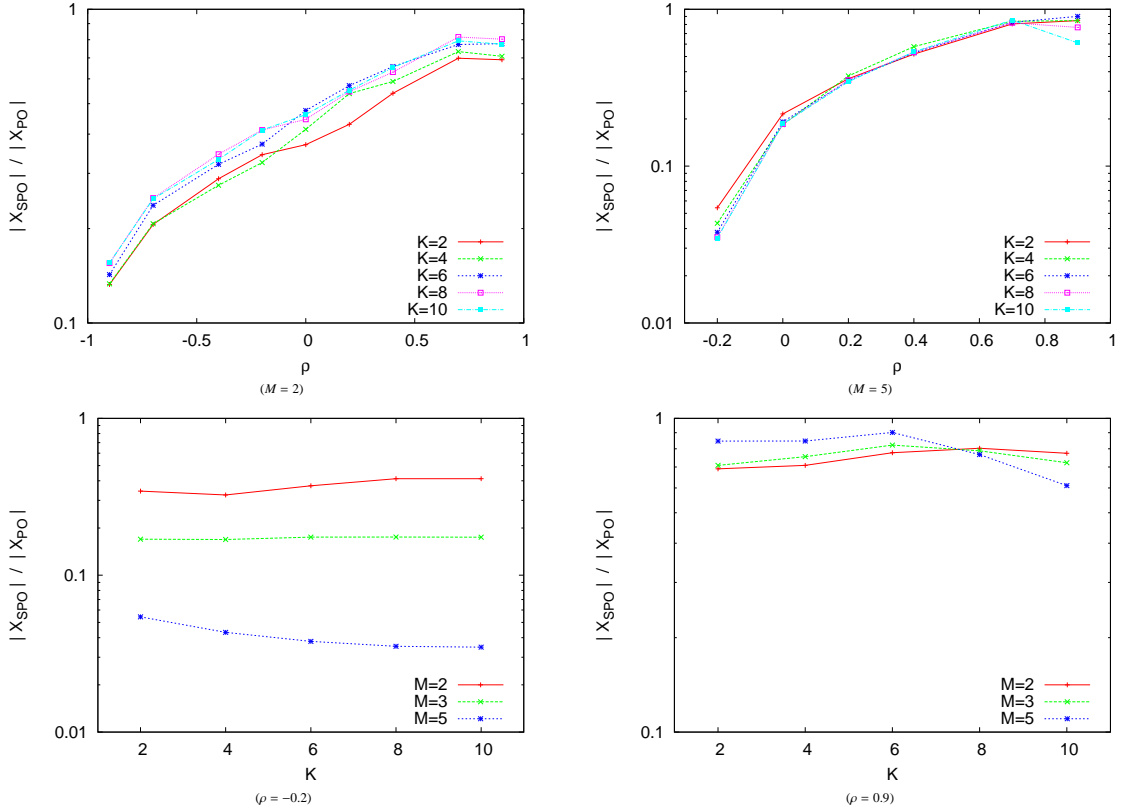 1
0.1
-1
-0.5
0
0.5
1
| X_SPO | / | X_PO |
ρ
K=2
K=4
K=6
K=8
K=10
(M = 2)
1
0.1
0.01
-0.2
0
0.2
0.4
0.6
0.8
1
| X_SPO | / | X_PO |
ρ
K=2
K=4
K=6
K=8
K=10
(M = 5)
1
0.1
0.01
2
4
6
8
10
| X_SPO | / | X_PO |
K
M=2
M=3
M=5
(ρ = −0.2)
1
0.1
2
4
6
8
10
| X_SPO | / | X_PO |
K
M=2
M=3
M=5
(ρ = 0.9)